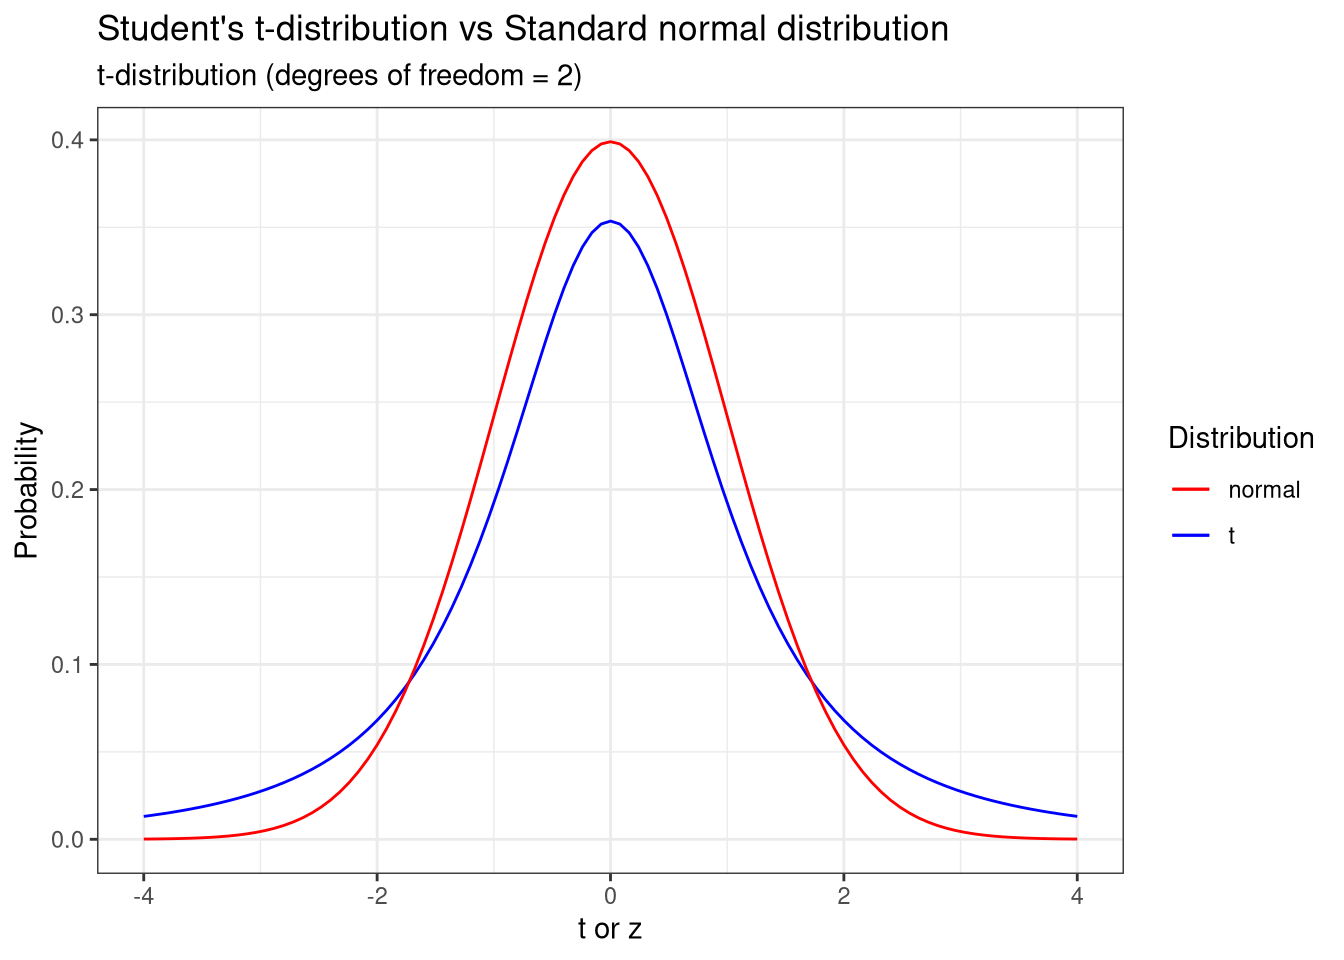 Student's t-distribution vs Standard normal distribution
t-distribution (degrees of freedom = 2)
0.4
0.3
0.2
0.1
0.0
Probability
-4
-2
0
2
4
t or z
Distribution
normal
t